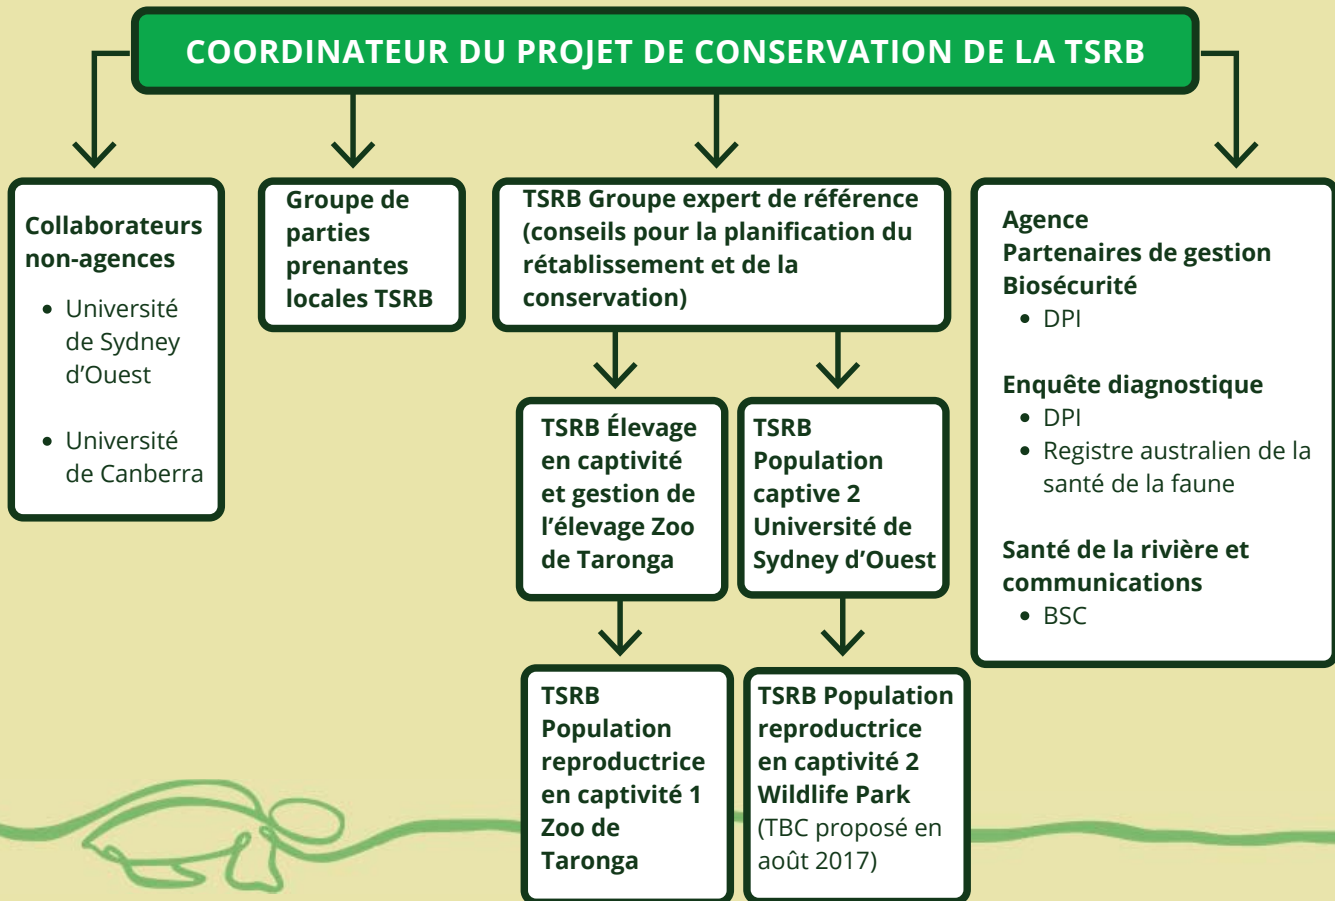 COORDINATEUR DU PROJET DE CONSERVATION DE LA TSRB
Collaborateurs
non-agences
• Université
de Sydney
d’Ouest
• Université
de Canberra
Groupe de
parties
prenantes
locales TSRB
TSRB Groupe expert de référence
(conseils pour la planification du
rétablissement et de la
conservation)
TSRB Élevage
en captivité
et gestion de
l’élevage Zoo
de Taronga
TSRB
Population
captive 2
Université de
Sydney d’Ouest
TSRB
Population
reproductrice
en captivité 1
Zoo de
Taronga
TSRB Population
reproductrice
en captivité 2
Wildlife Park
(TBC proposé en
août 2017)
Agence
Partenaires de gestion
Biosécurité
• DPI
Enquête diagnostique
• DPI
• Registre australien de la
santé de la faune
Santé de la rivière et
communications
• BSC